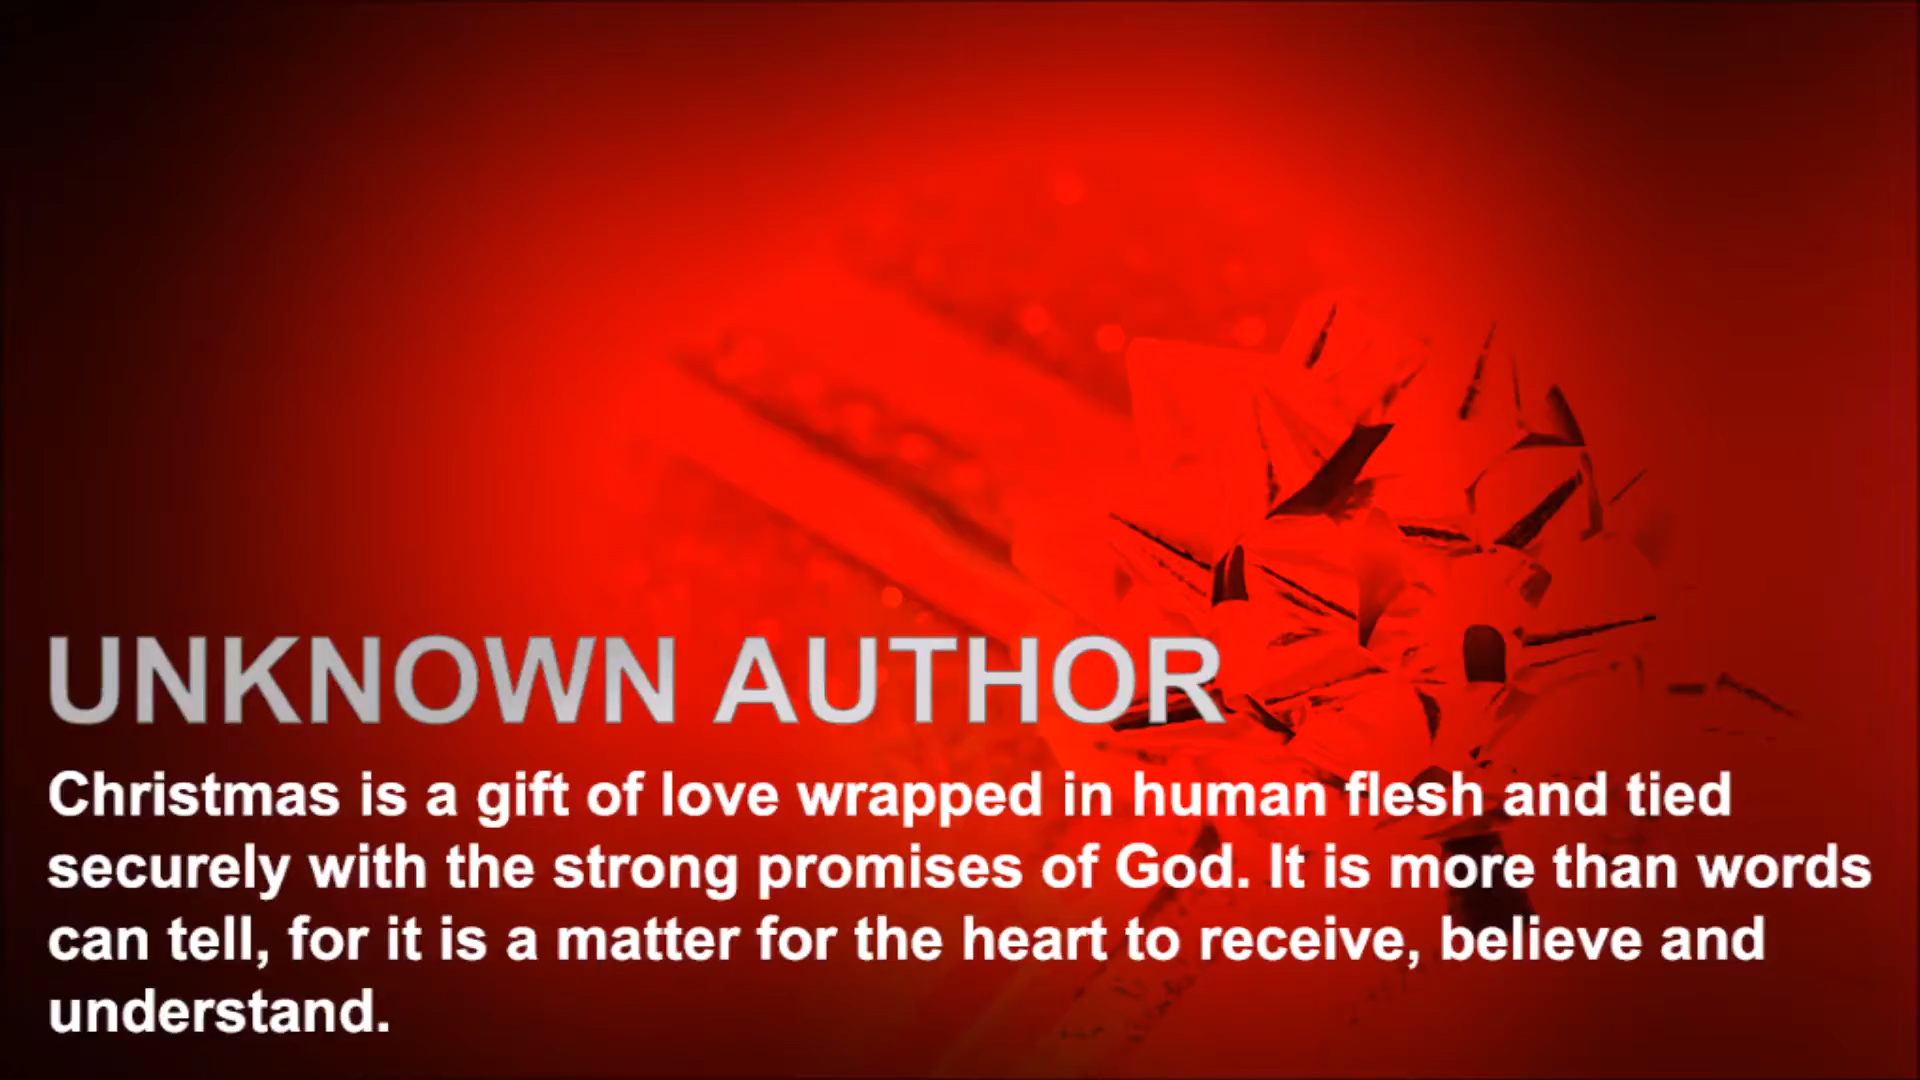 UNKNOWN AUTHOR
Christmas is a gift of love wrapped in human flesh and tied
securely with the strong promises of God. It is more than words
can tell, for it is a matter for the heart to receive, believe and
understand.